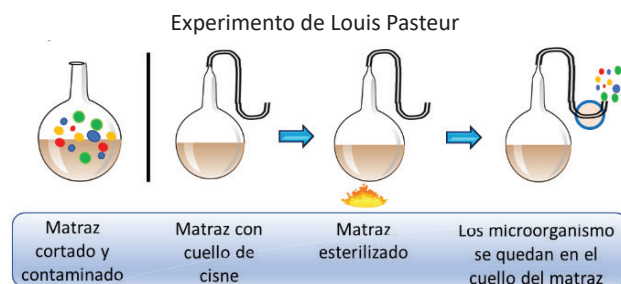 Experimento de Louis Pasteur
Matraz
cortado y
contaminado
Matraz con
cuello de
cisne
Matraz
esterilizado
Los microorganismo
se quedan en el
cuello del matraz